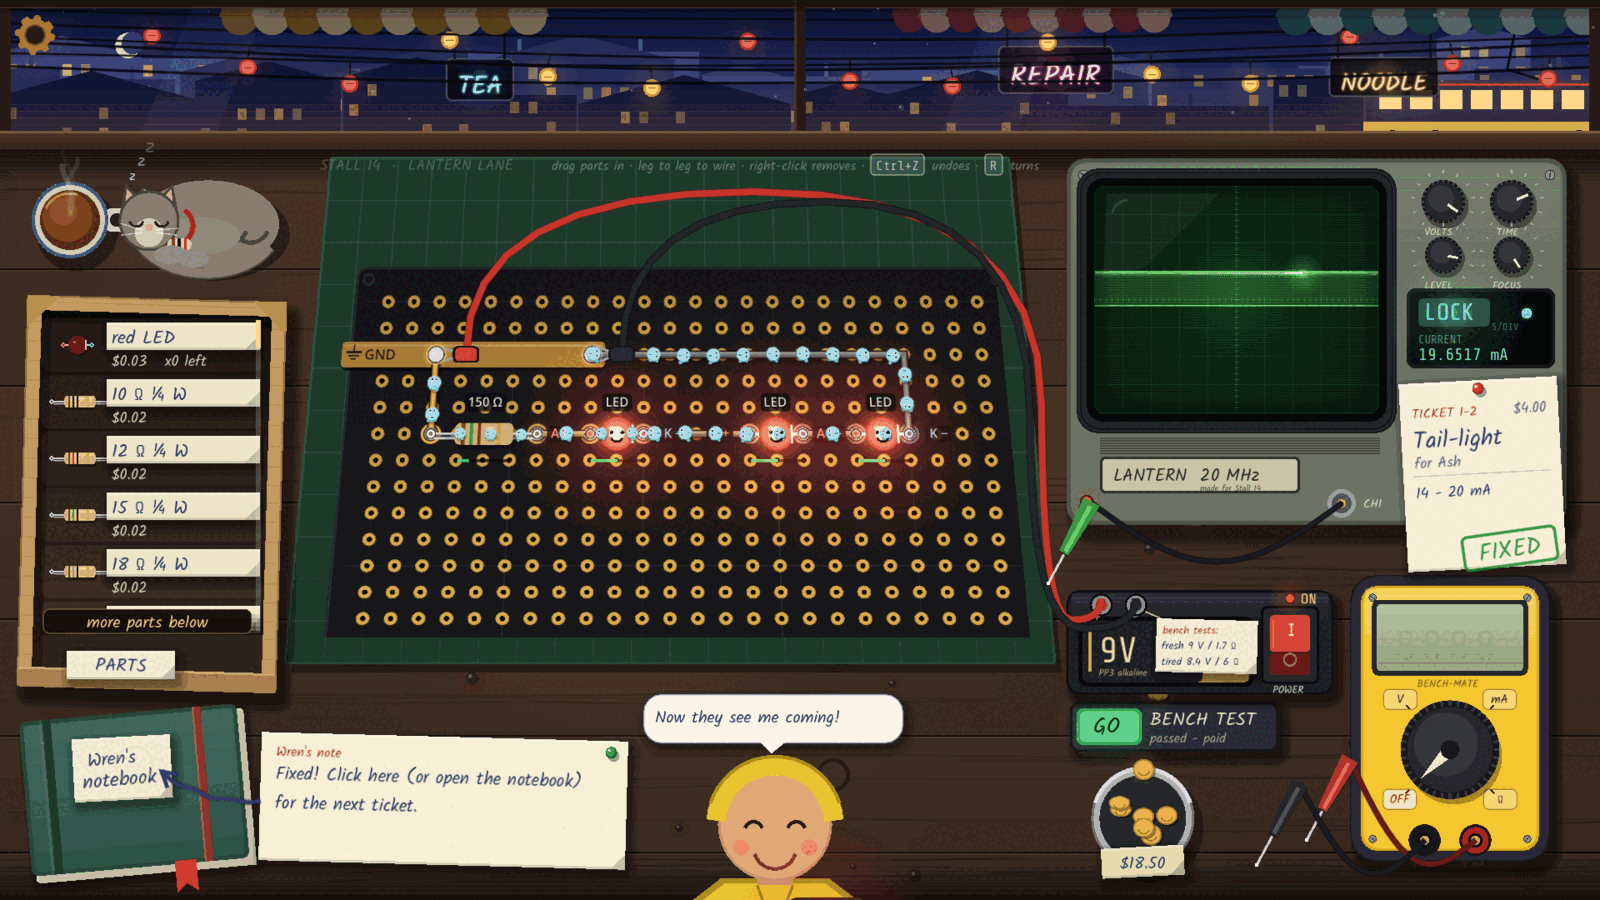 TEA
REPAIR
NOODLE
STALL 14 · LANTERN LANE
drag parts in · leg to leg to wire · right-click removes · Ctrl+Z undoes · R turns
z
z
z
red LED
$0.03 x0 left
10 Ω ¼ W
$0.02
12 Ω ¼ W
$0.02
15 Ω ¼ W
$0.02
18 Ω ¼ W
$0.02
more parts below
PARTS
GND
150 Ω
LED
LED
LED
A
K -
+
A
K -
VOLTS
TIME
LEVEL
FOCUS
LOCK
S/DIV
CURRENT
19.6517 mA
LANTERN 20 MHz
made for Stall 14
CH1
TICKET 1-2 $4.00
Tail-light
for Ash
14 - 20 mA
FIXED
9V
PP3 alkaline
bench tests:
fresh 9 V / 1.7 Ω
tired 8.4 V / 6 Ω
ON
I
POWER
GO
BENCH TEST
passed - paid
$18.50
BENCH-MATE
V
mA
OFF
Ω
Wren's
notebook
Wren's note
Fixed! Click here (or open the notebook)
for the next ticket.
Now they see me coming!